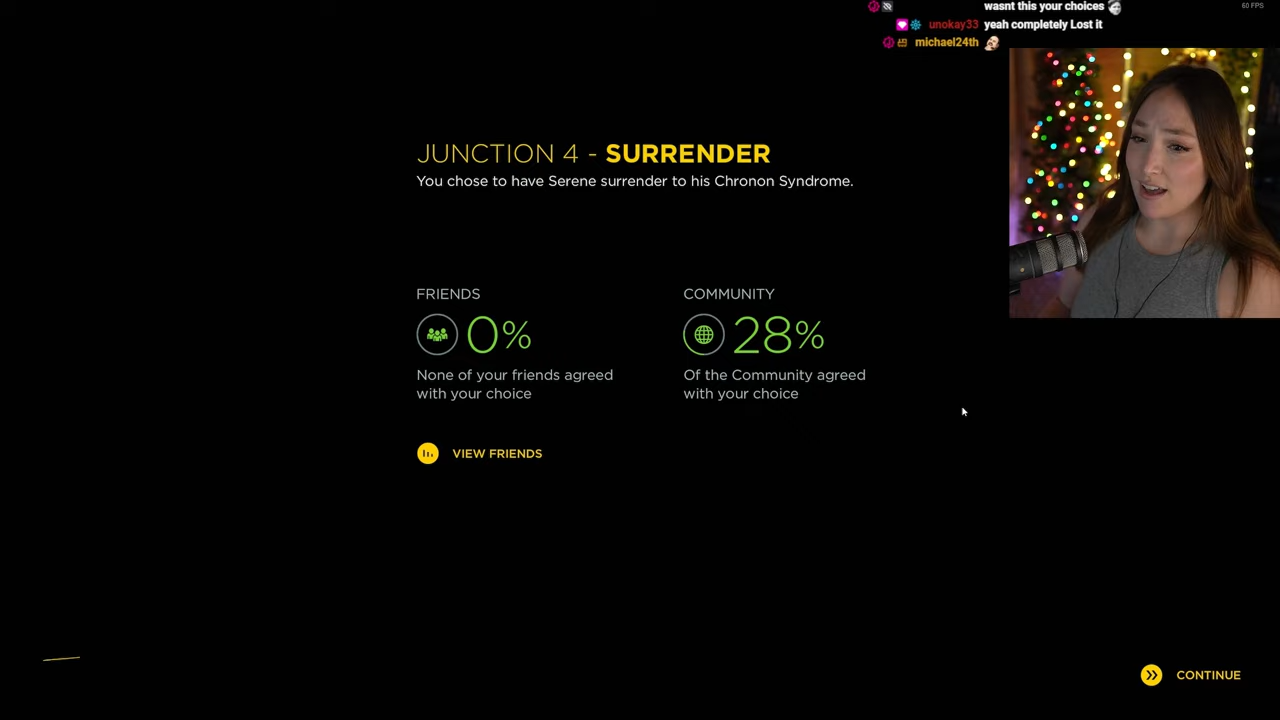 wasnt this your choices
60 FPS
unokay33 yeah completely Lost it
michael24th
JUNCTION 4 - SURRENDER
You chose to have Serene surrender to his Chronon Syndrome.
FRIENDS
0%
None of your friends agreed
with your choice
COMMUNITY
28%
Of the Community agreed
with your choice
VIEW FRIENDS
CONTINUE